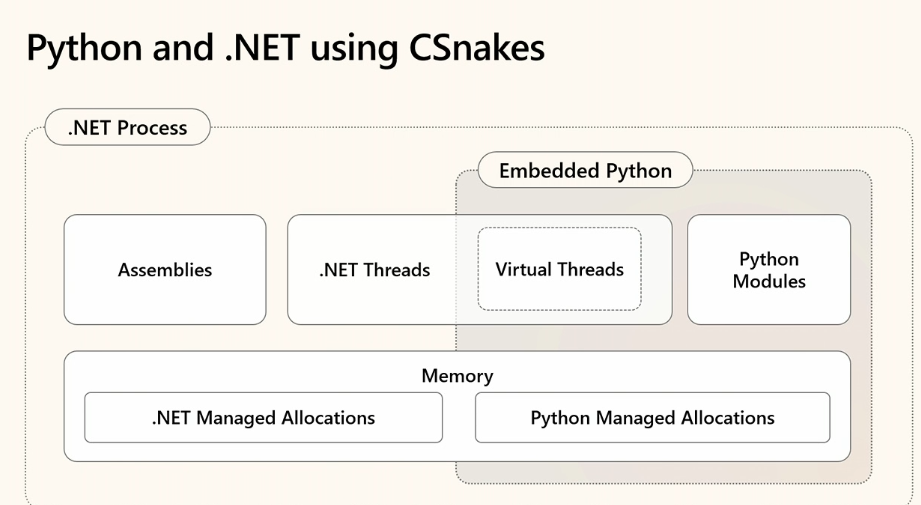 Python and .NET using CSnakes
.NET Process
Embedded Python
Assemblies
.NET Threads
Virtual Threads
Python
Modules
Memory
.NET Managed Allocations
Python Managed Allocations